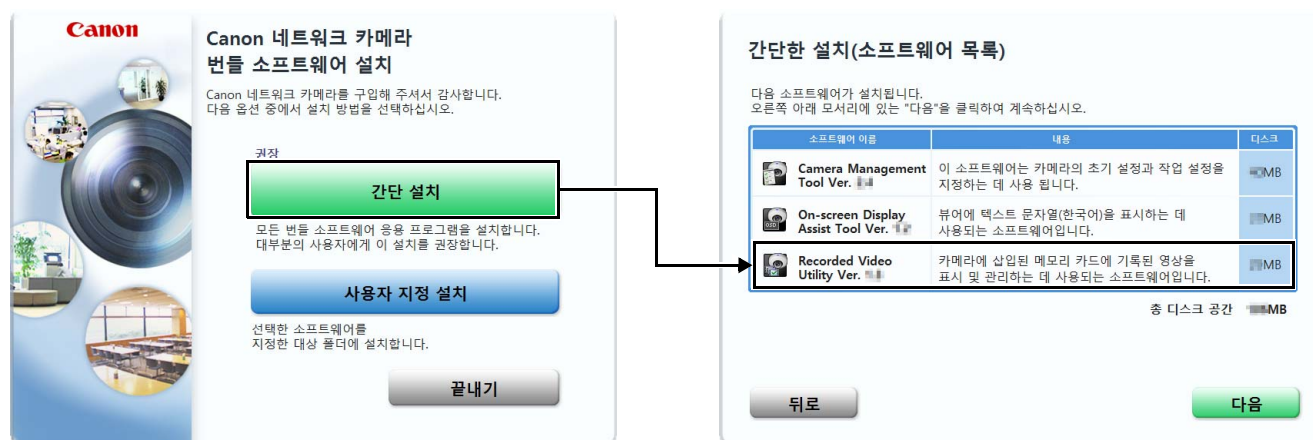 Canon
Canon 네트워크 카메라
번들 소프트웨어 설치
Canon 네트워크 카메라를 구입해 주셔서 감사합니다.
다음 옵션 중에서 설치 방법을 선택하십시오.
권장
간단 설치
모든 번들 소프트웨어 응용 프로그램을 설치합니다.
대부분의 사용자에게 이 설치를 권장합니다.
사용자 지정 설치
선택한 소프트웨어를
지정한 대상 폴더에 설치합니다.
끝내기
간단한 설치(소프트웨어 목록)
다음 소프트웨어가 설치됩니다.
오른쪽 아래 모서리에 있는 "다음"을 클릭하여 계속하십시오.
소프트웨어 이름 내용 디스크
Camera Management 이 소프트웨어는 카메라의 초기 설정과 작업 설정을
Tool Ver. 지정하는 데 사용 됩니다. MB
On-screen Display 뷰어에 텍스트 문자열(한국어)을 표시하는 데
Assist Tool Ver. 사용되는 소프트웨어입니다. MB
OSD
Recorded Video 카메라에 삽입된 메모리 카드에 기록된 영상을
Utility Ver. 표시 및 관리하는 데 사용되는 소프트웨어입니다. MB
총 디스크 공간 MB
뒤로
다음